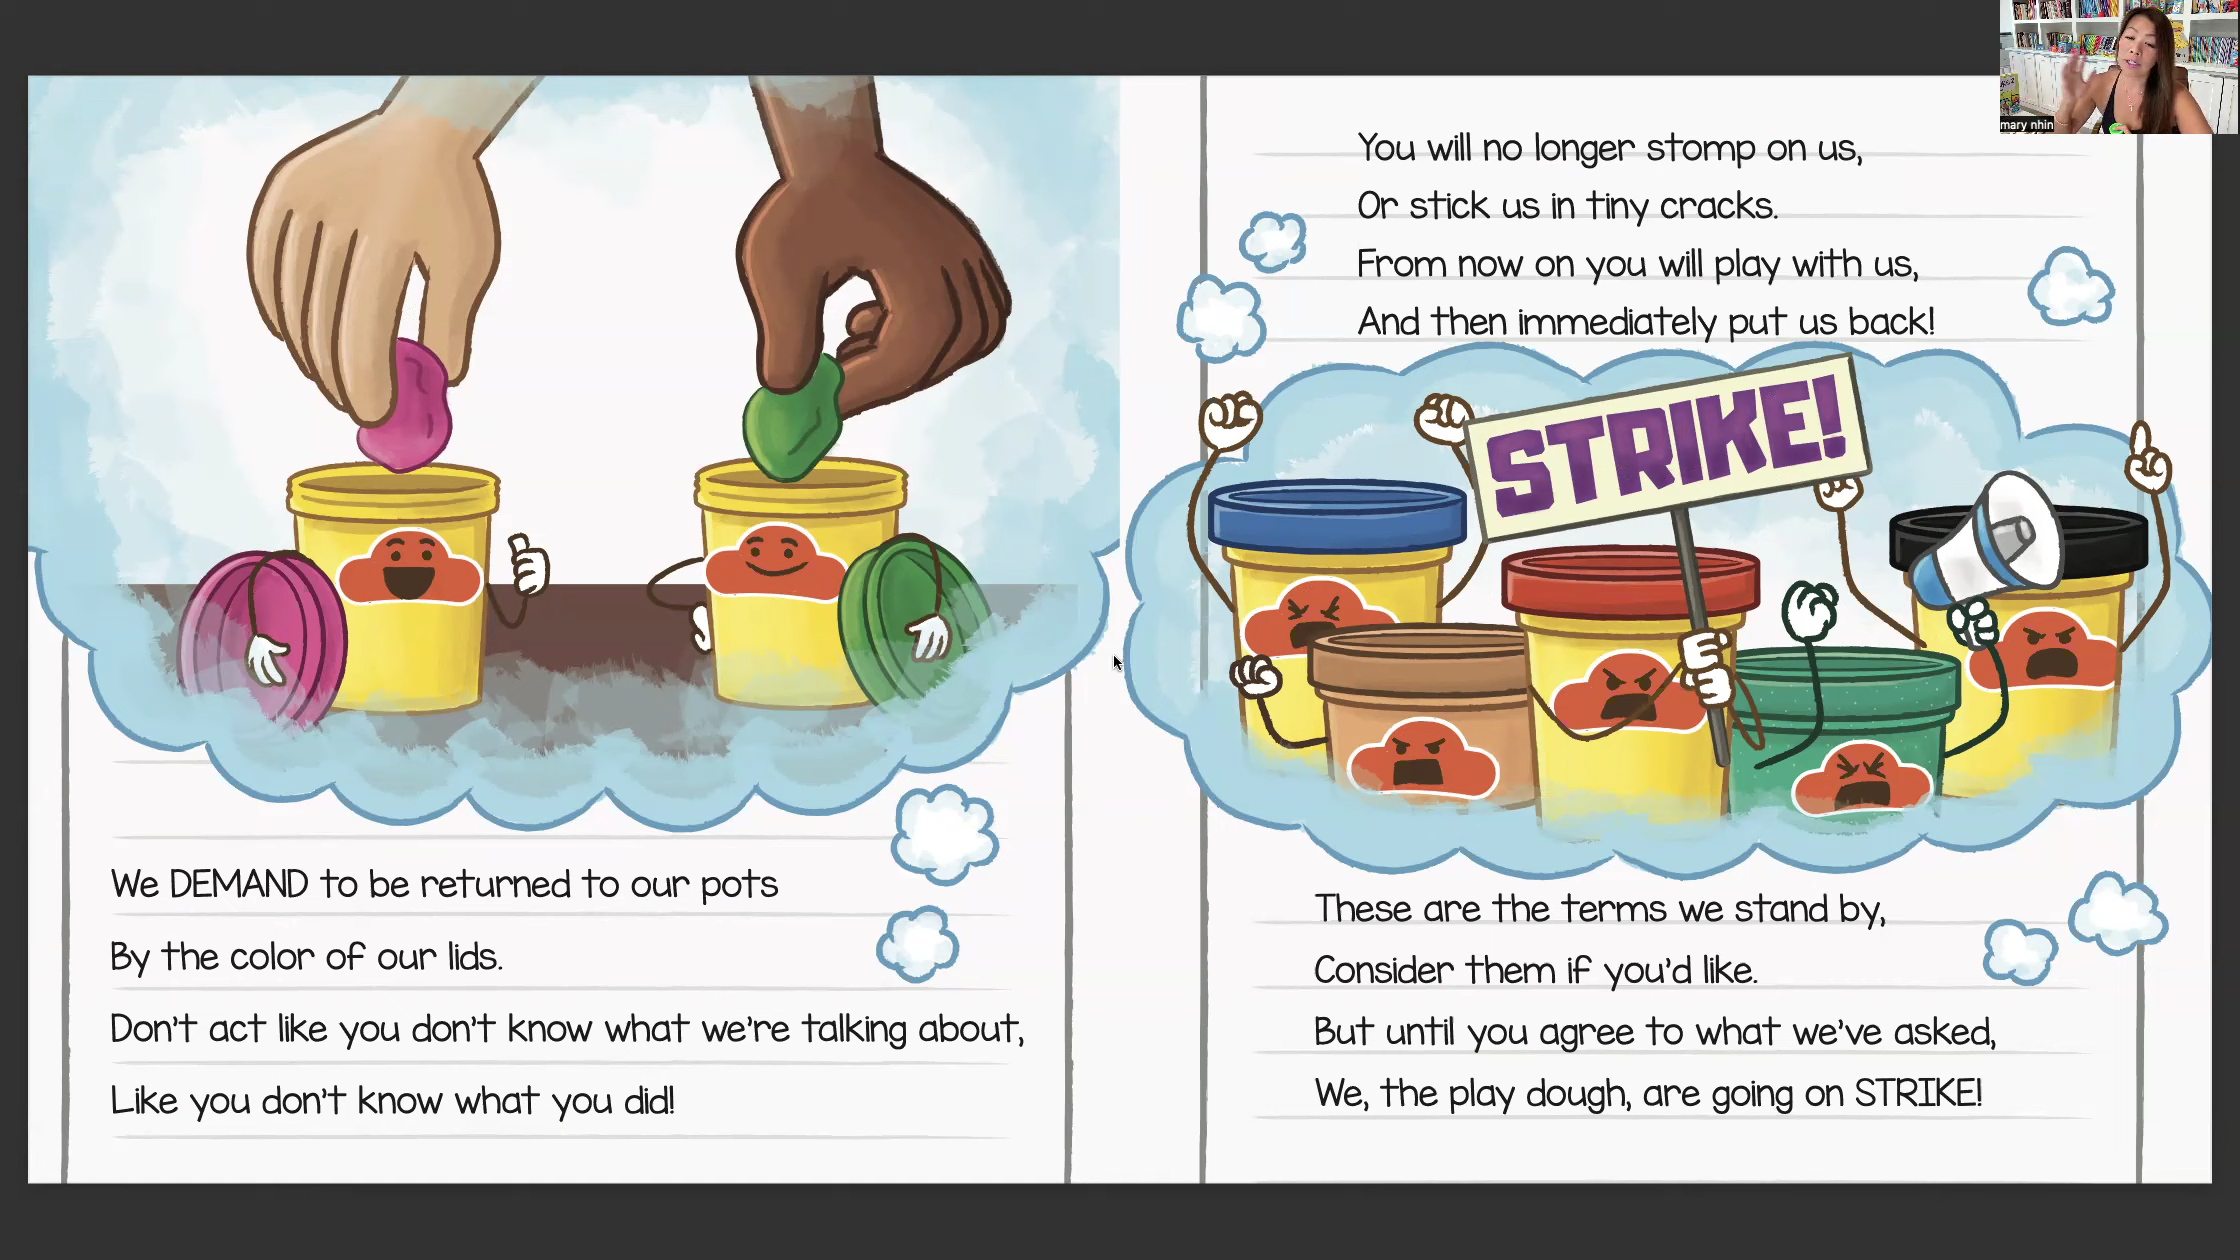 We DEMAND to be returned to our pots
By the color of our lids.
Don't act like you don't know what we're talking about,
Like you don't know what you did!
You will no longer stomp on us,
Or stick us in tiny cracks.
From now on you will play with us,
And then immediately put us back!
STRIKE!
These are the terms we stand by,
Consider them if you'd like.
But until you agree to what we've asked,
We, the play dough, are going on STRIKE!
mary nhin